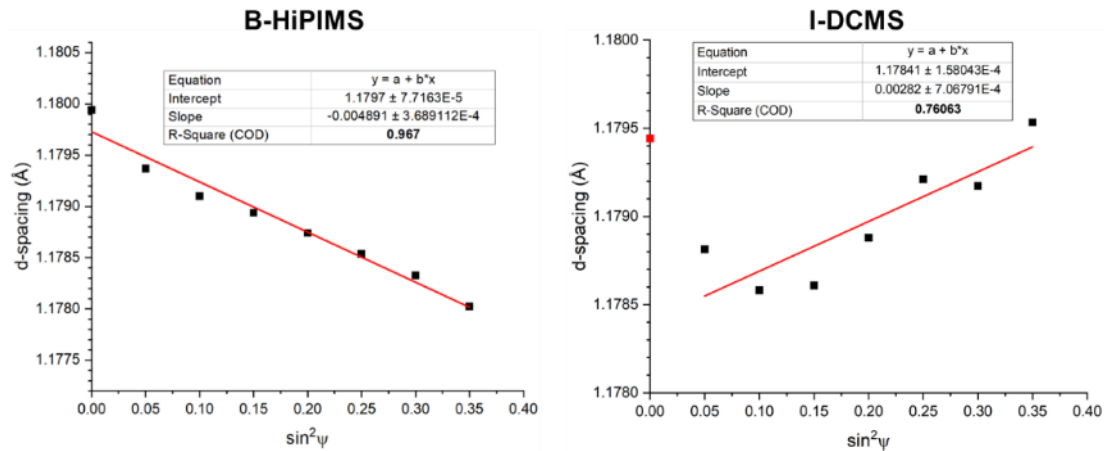 B-HiPIMS
1.1805
1.1800
1.1795
1.1790
1.1785
1.1780
1.1775
d-spacing (Å)
Equation y = a + b*x
Intercept 1.1797 ± 7.7163E-5
Slope -0.004891 ± 3.689112E-4
R-Square (COD) 0.967
0.00 0.05 0.10 0.15 0.20 0.25 0.30 0.35 0.40
sin²ψ
I-DCMS
1.1800
1.1795
1.1790
1.1785
1.1780
d-spacing (Å)
Equation y = a + b*x
Intercept 1.17841 ± 1.58043E-4
Slope 0.00282 ± 7.06791E-4
R-Square (COD) 0.76063
0.00 0.05 0.10 0.15 0.20 0.25 0.30 0.35 0.40
sin²ψ